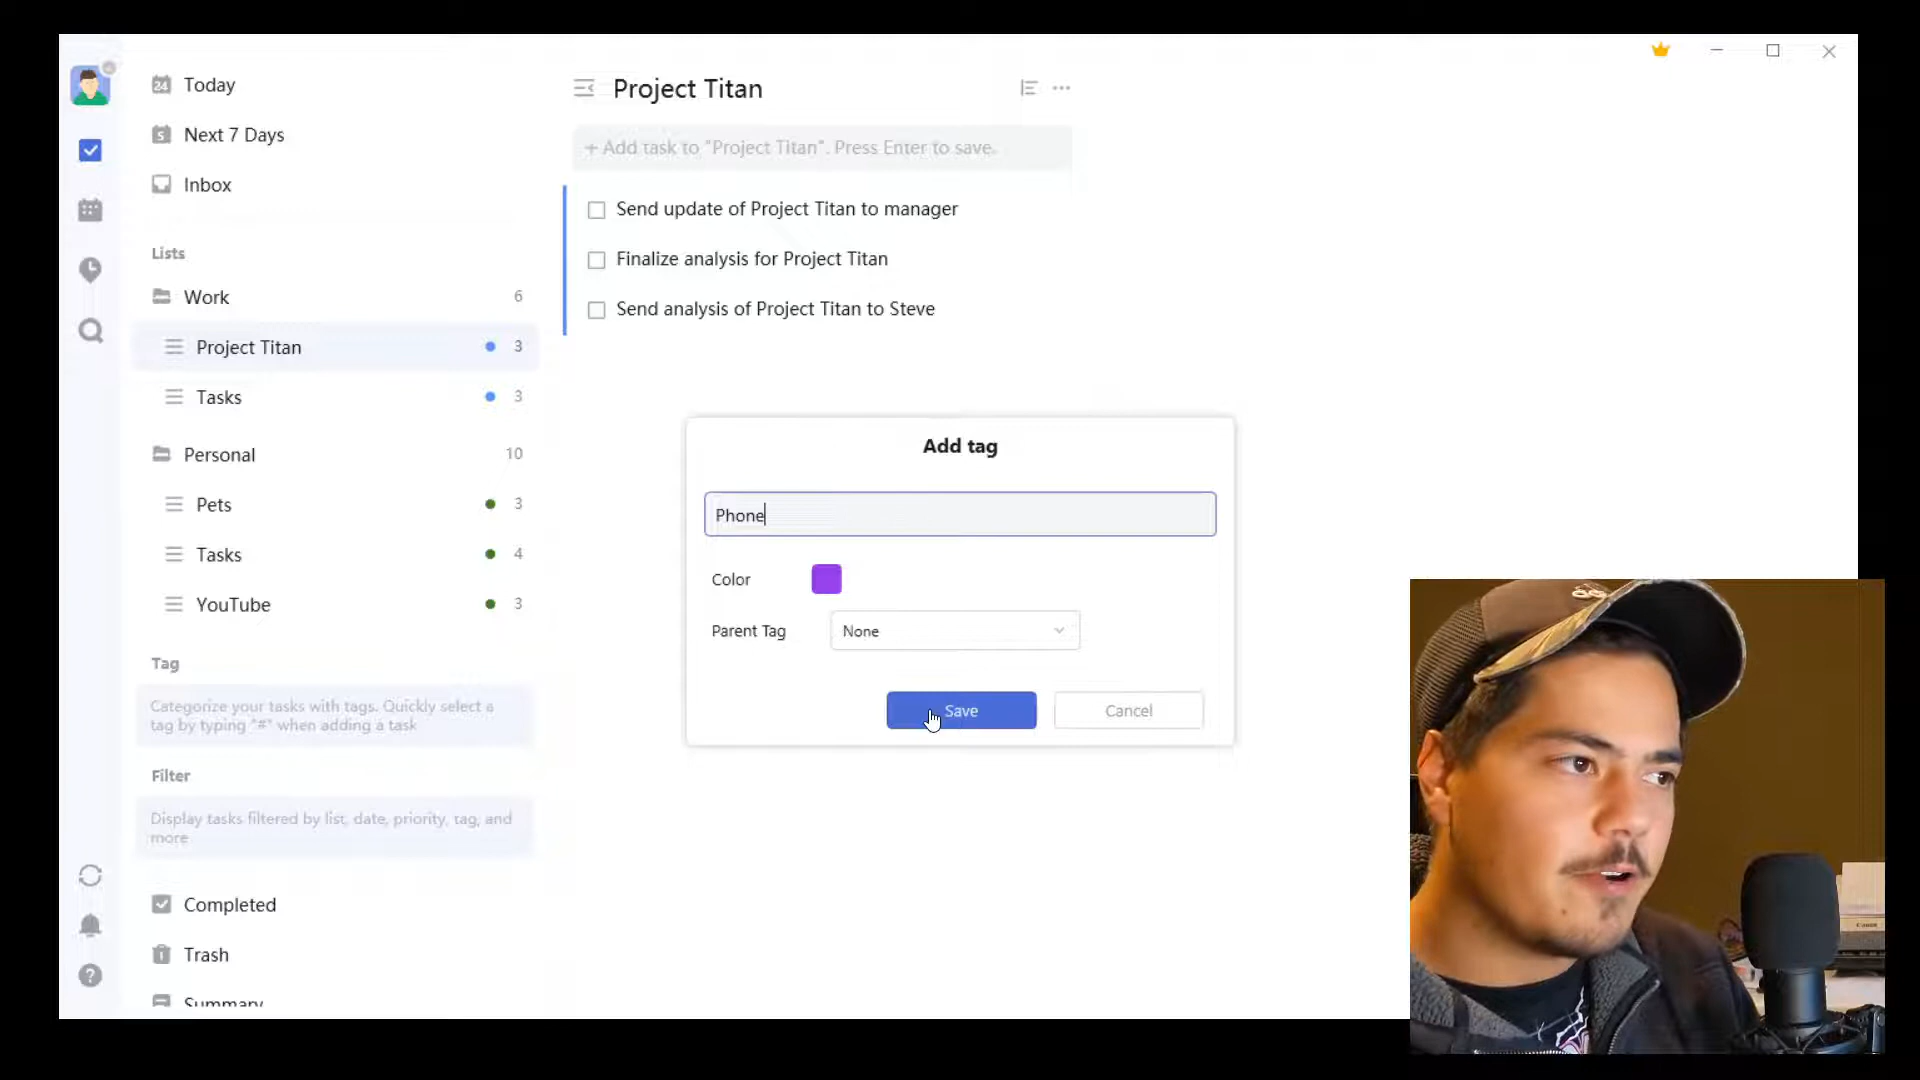 24 Today
S Next 7 Days
Inbox
Lists
Work 6
Project Titan 3
Tasks 3
Personal 10
Pets 3
Tasks 4
YouTube 3
Tag
Categorize your tasks with tags. Quickly select a
tag by typing "#" when adding a task
Filter
Display tasks filtered by list, date, priority, tag, and
more
Completed
Trash
Summary
Project Titan
+ Add task to "Project Titan". Press Enter to save.
Send update of Project Titan to manager
Finalize analysis for Project Titan
Send analysis of Project Titan to Steve
Add tag
Phone
Color
Parent Tag None
Save Cancel
Canon